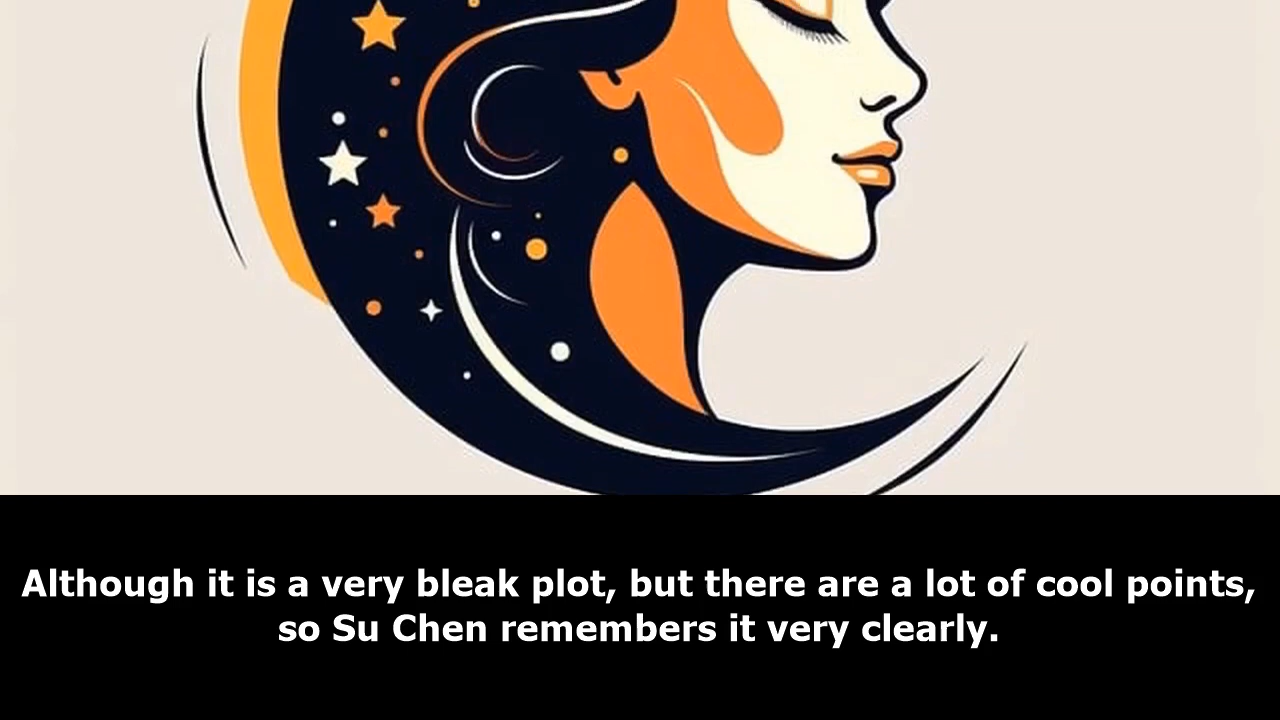 Although it is a very bleak plot, but there are a lot of cool points,
so Su Chen remembers it very clearly.